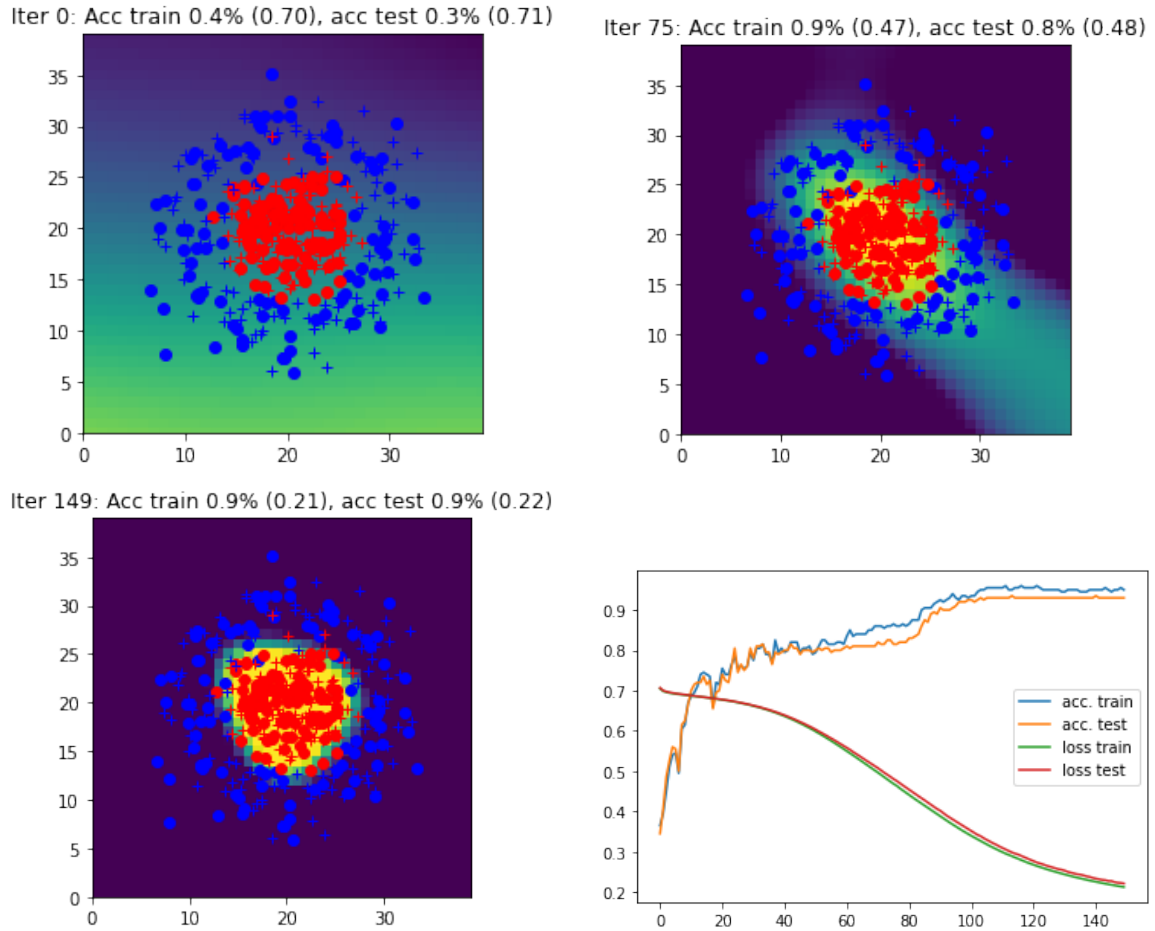 Iter 0: Acc train 0.4% (0.70), acc test 0.3% (0.71)
35
30
25
20
15
10
5
0
0 10 20 30
Iter 75: Acc train 0.9% (0.47), acc test 0.8% (0.48)
35
30
25
20
15
10
5
0
0 10 20 30
Iter 149: Acc train 0.9% (0.21), acc test 0.9% (0.22)
35
30
25
20
15
10
5
0
0 10 20 30
0.9
0.8
0.7
0.6
0.5
0.4
0.3
0.2
0 20 40 60 80 100 120 140
acc. train
acc. test
loss train
loss test